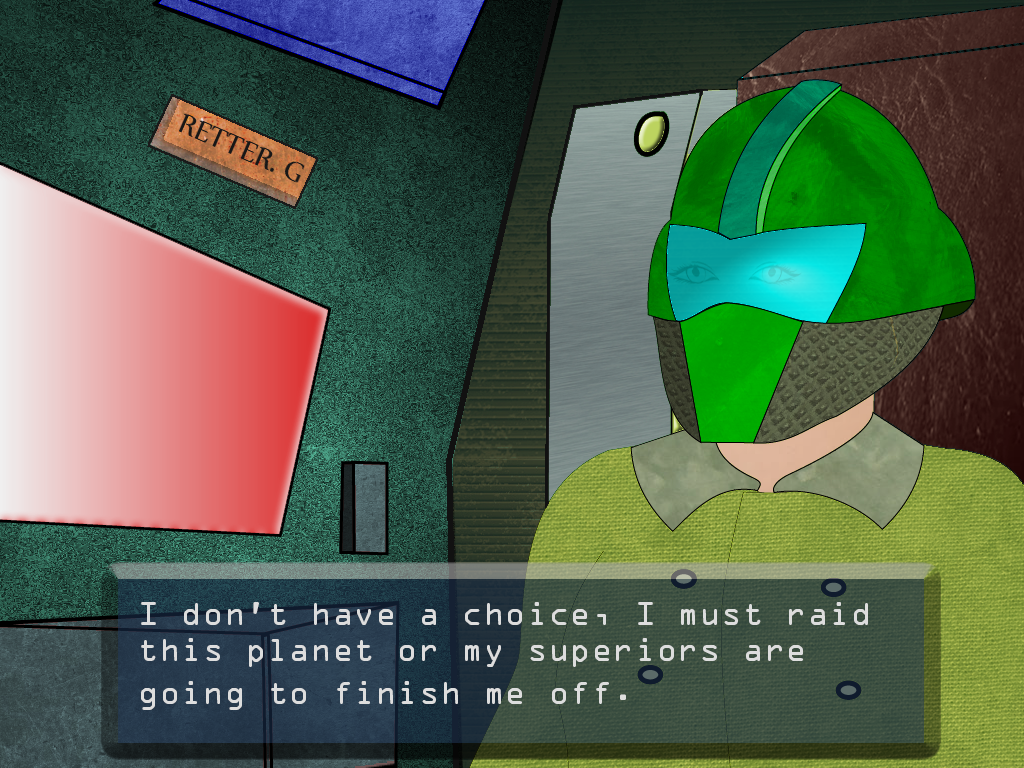 RETTER. G
I don't have a choice, I must raid
this planet or my superiors are
going to finish me off.